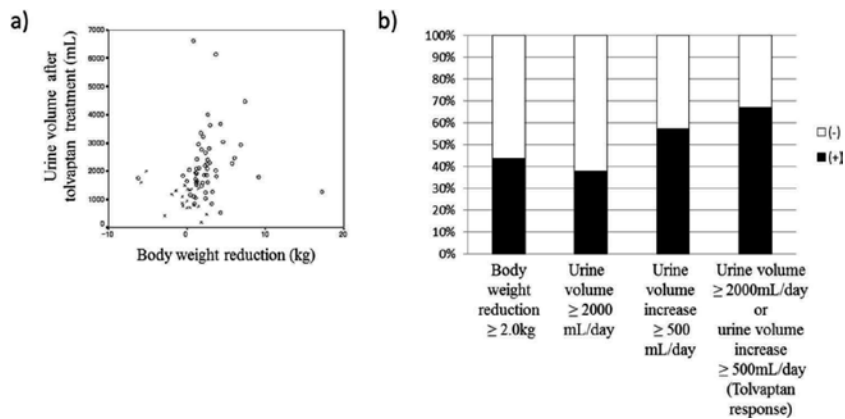 a)
Urine volume after
tolvaptan treatment (mL)
7000
6000
5000
4000
3000
2000
1000
0
-10
0
10
20
Body weight reduction (kg)
b)
100%
90%
80%
70%
60%
50%
40%
30%
20%
10%
0%
(-)
(+)
Body
weight
reduction
≥ 2.0kg
Urine
volume
≥ 2000
mL/day
Urine
volume
increase
≥ 500
mL/day
Urine volume
≥ 2000mL/day
or
urine volume
increase
≥ 500mL/day
(Tolvaptan
response)